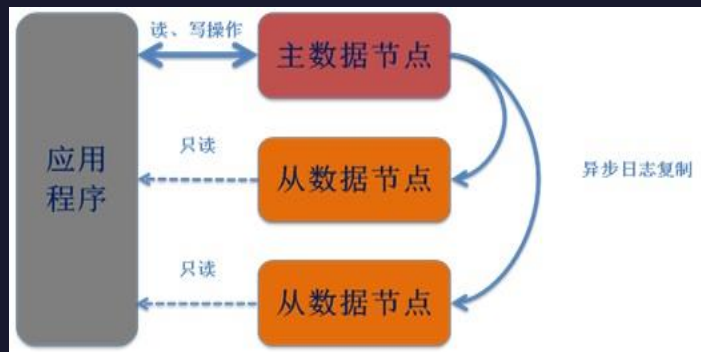 读、写操作
主数据节点
应用
程序
只读
从数据节点
异步日志复制
只读
从数据节点